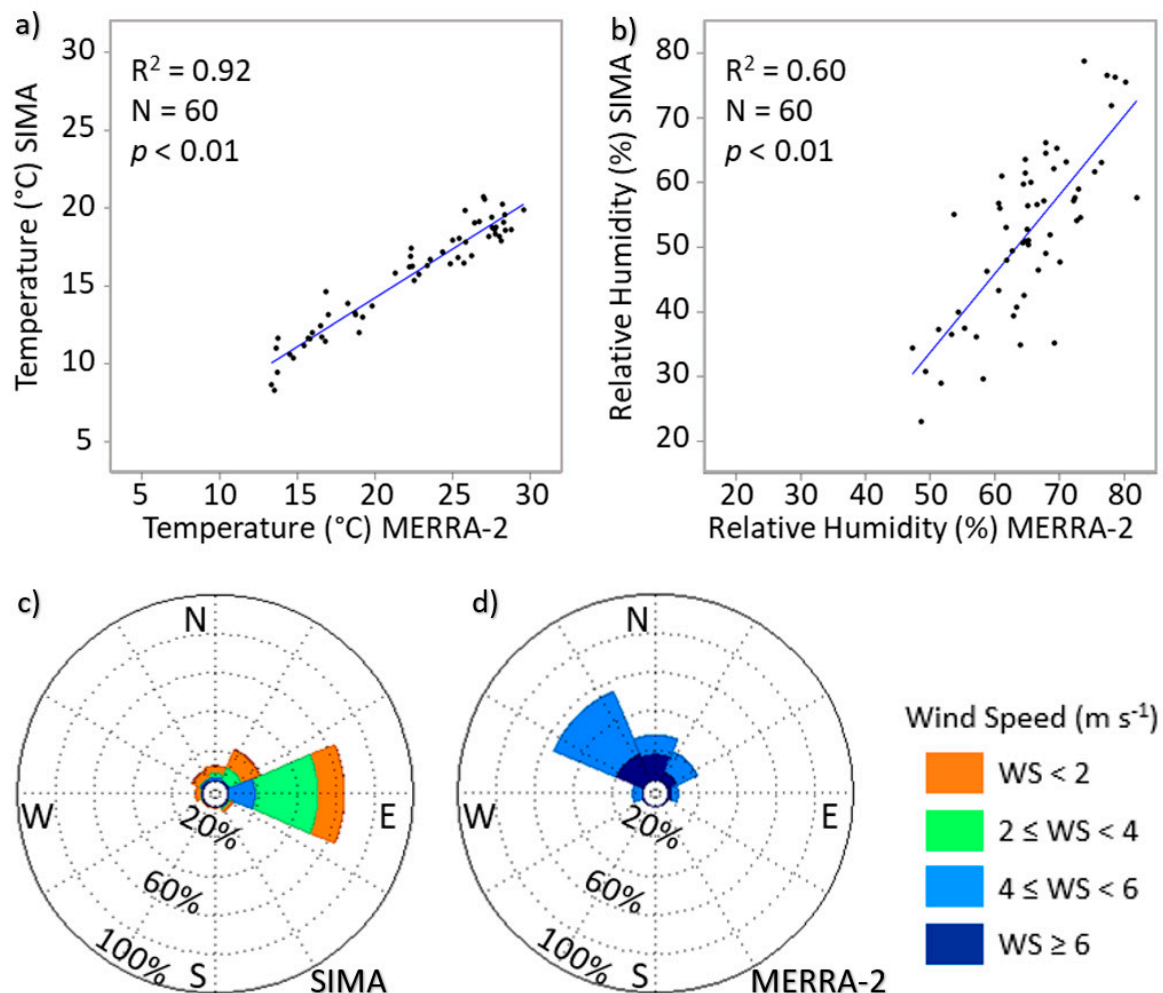 a)
R² = 0.92
N = 60
p < 0.01
Temperature (°C) SIMA
30
25
20
15
10
5
5 10 15 20 25 30
Temperature (°C) MERRA-2
b)
R² = 0.60
N = 60
p < 0.01
Relative Humidity (%) SIMA
80
70
60
50
40
30
20
20 30 40 50 60 70 80
Relative Humidity (%) MERRA-2
c)
N
W
E
S
20%
60%
100%
SIMA
d)
N
W
E
S
20%
60%
100%
MERRA-2
Wind Speed (m s⁻¹)
WS < 2
2 ≤ WS < 4
4 ≤ WS < 6
WS ≥ 6